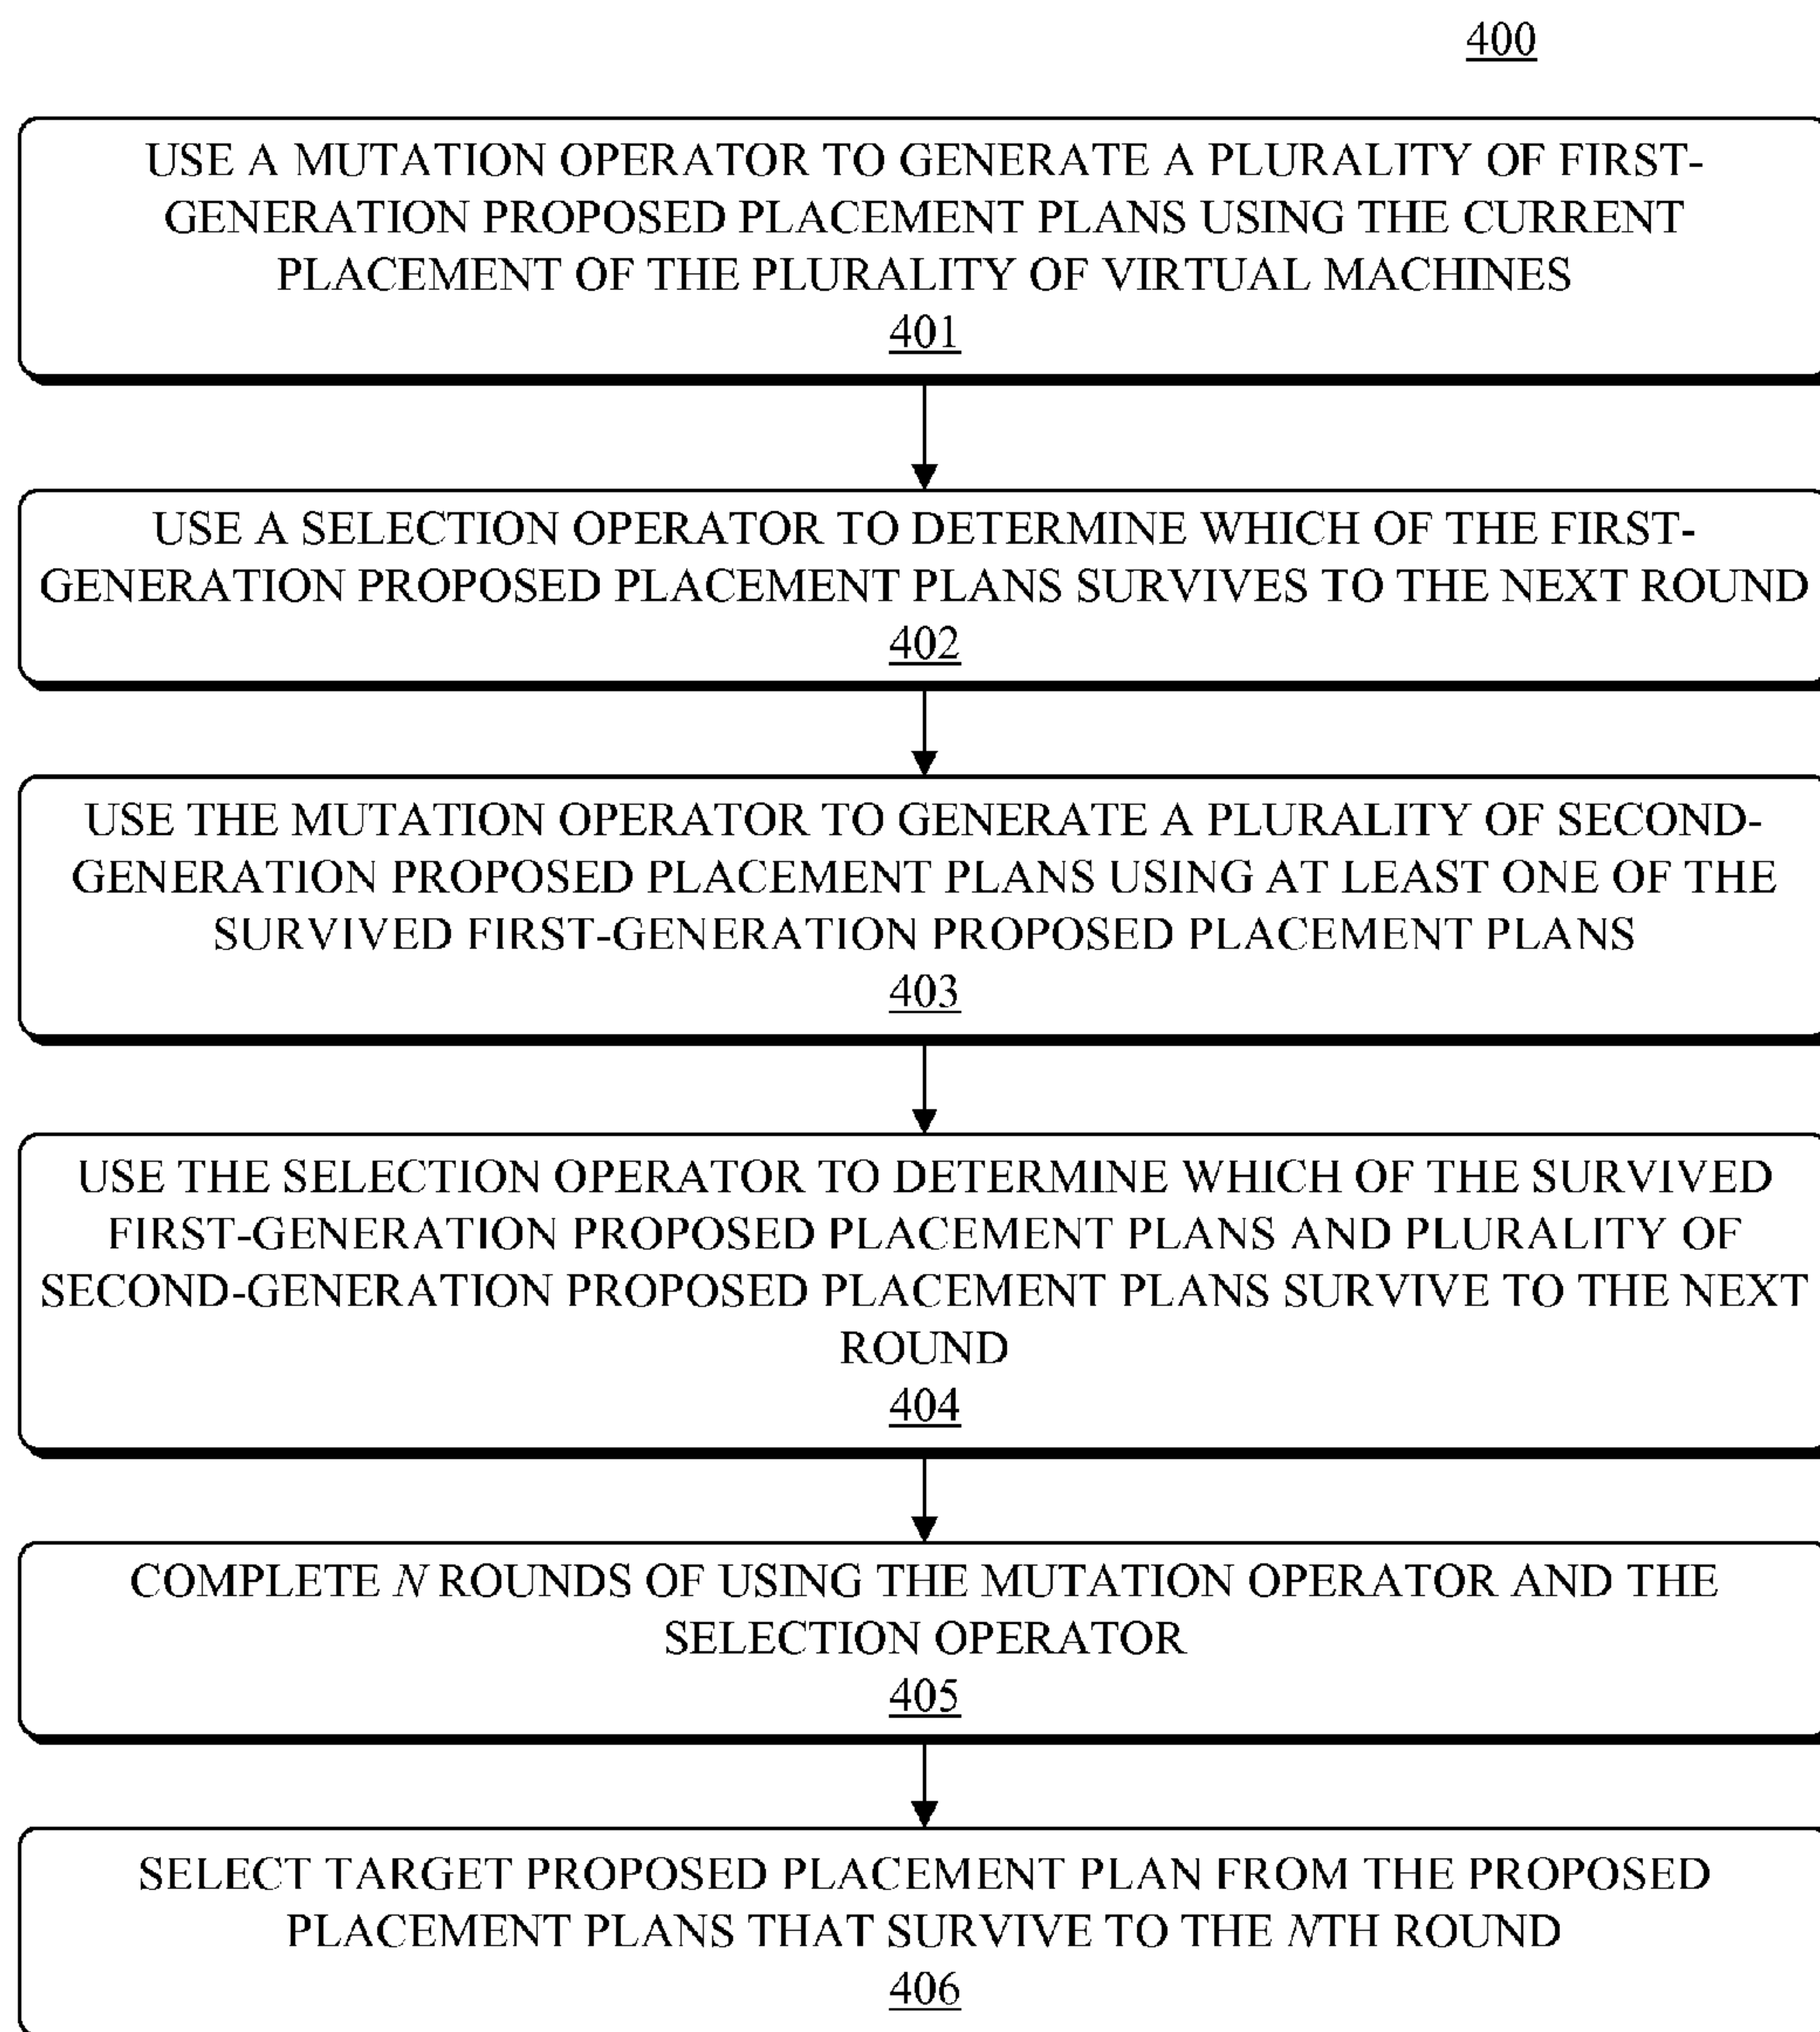 400
USE A MUTATION OPERATOR TO GENERATE A PLURALITY OF FIRST-
GENERATION PROPOSED PLACEMENT PLANS USING THE CURRENT
PLACEMENT OF THE PLURALITY OF VIRTUAL MACHINES
401
USE A SELECTION OPERATOR TO DETERMINE WHICH OF THE FIRST-
GENERATION PROPOSED PLACEMENT PLANS SURVIVES TO THE NEXT ROUND
402
USE THE MUTATION OPERATOR TO GENERATE A PLURALITY OF SECOND-
GENERATION PROPOSED PLACEMENT PLANS USING AT LEAST ONE OF THE
SURVIVED FIRST-GENERATION PROPOSED PLACEMENT PLANS
403
USE THE SELECTION OPERATOR TO DETERMINE WHICH OF THE SURVIVED
FIRST-GENERATION PROPOSED PLACEMENT PLANS AND PLURALITY OF
SECOND-GENERATION PROPOSED PLACEMENT PLANS SURVIVE TO THE NEXT
ROUND
404
COMPLETE N ROUNDS OF USING THE MUTATION OPERATOR AND THE
SELECTION OPERATOR
405
SELECT TARGET PROPOSED PLACEMENT PLAN FROM THE PROPOSED
PLACEMENT PLANS THAT SURVIVE TO THE NTH ROUND
406